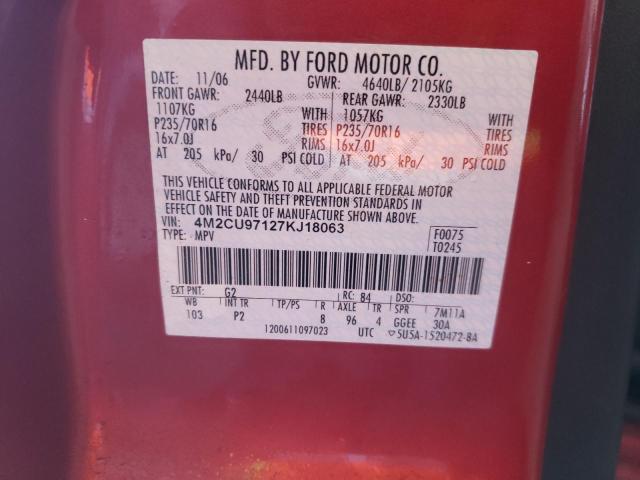 MFD. BY FORD MOTOR CO.
DATE: 11/06 GVWR: 4640LB/ 2105KG
FRONT GAWR: 2440LB REAR GAWR: 2330LB
1107KG WITH 1057KG WITH
P235/70R16 TIRES P235/70R16 TIRES
16x7.0J RIMS 16x7.0J RIMS
AT 205 kPa/ 30 PSI COLD AT 205 kPa/ 30 PSI COLD
THIS VEHICLE CONFORMS TO ALL APPLICABLE FEDERAL MOTOR
VEHICLE SAFETY AND THEFT PREVENTION STANDARDS IN
EFFECT ON THE DATE OF MANUFACTURE SHOWN ABOVE.
VIN: 4M2CU97127KJ18063 F0075
TYPE: MPV T0245
EXT PNT: G2 RC: 84 DSO:
WB INT TR TP/PS R AXLE TR SPR 7M11A
103 P2 8 96 4 GGEE 30A
1200611097023 UTC 5U5A-1520472-8A